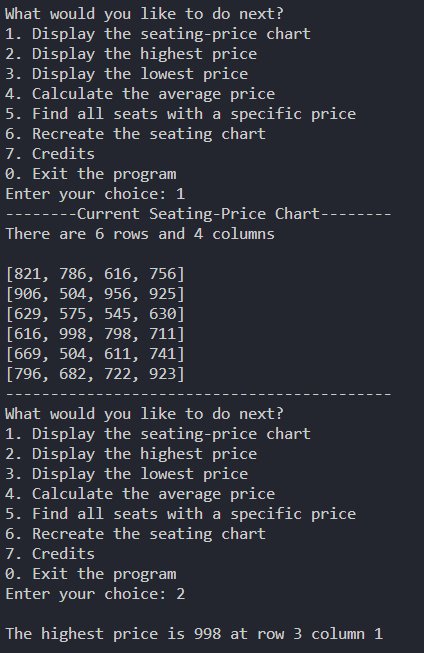 What would you like to do next?
1. Display the seating-price chart
2. Display the highest price
3. Display the lowest price
4. Calculate the average price
5. Find all seats with a specific price
6. Recreate the seating chart
7. Credits
0. Exit the program
Enter your choice: 1
--------Current Seating-Price Chart--------
There are 6 rows and 4 columns
[821, 786, 616, 756]
[906, 504, 956, 925]
[629, 575, 545, 630]
[616, 998, 798, 711]
[669, 504, 611, 741]
[796, 682, 722, 923]
-------------------------------------------
What would you like to do next?
1. Display the seating-price chart
2. Display the highest price
3. Display the lowest price
4. Calculate the average price
5. Find all seats with a specific price
6. Recreate the seating chart
7. Credits
0. Exit the program
Enter your choice: 2
The highest price is 998 at row 3 column 1